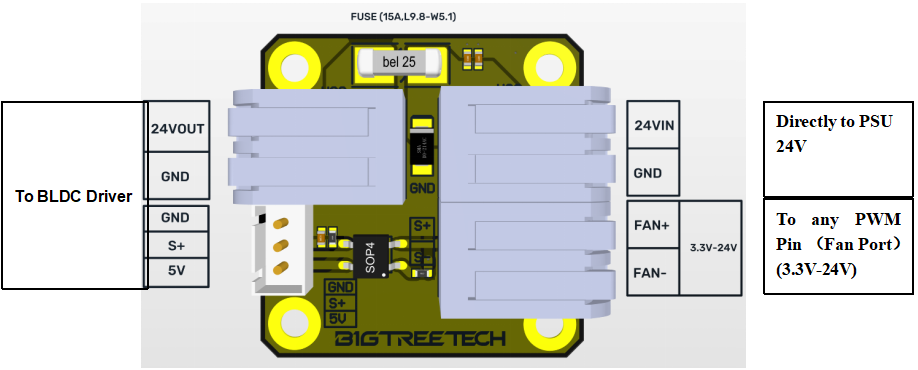 FUSE (15A,L9.8-W5.1)
bel 25
24VOUT
GND
GND
S+
5V
To BLDC Driver
GND
S+
SOP4
GND
S+
5V
B1GTREETECH
24VIN
GND
FAN+
FAN-
3.3V-24V
Directly to PSU
24V
To any PWM
Pin （Fan Port）
(3.3V-24V)